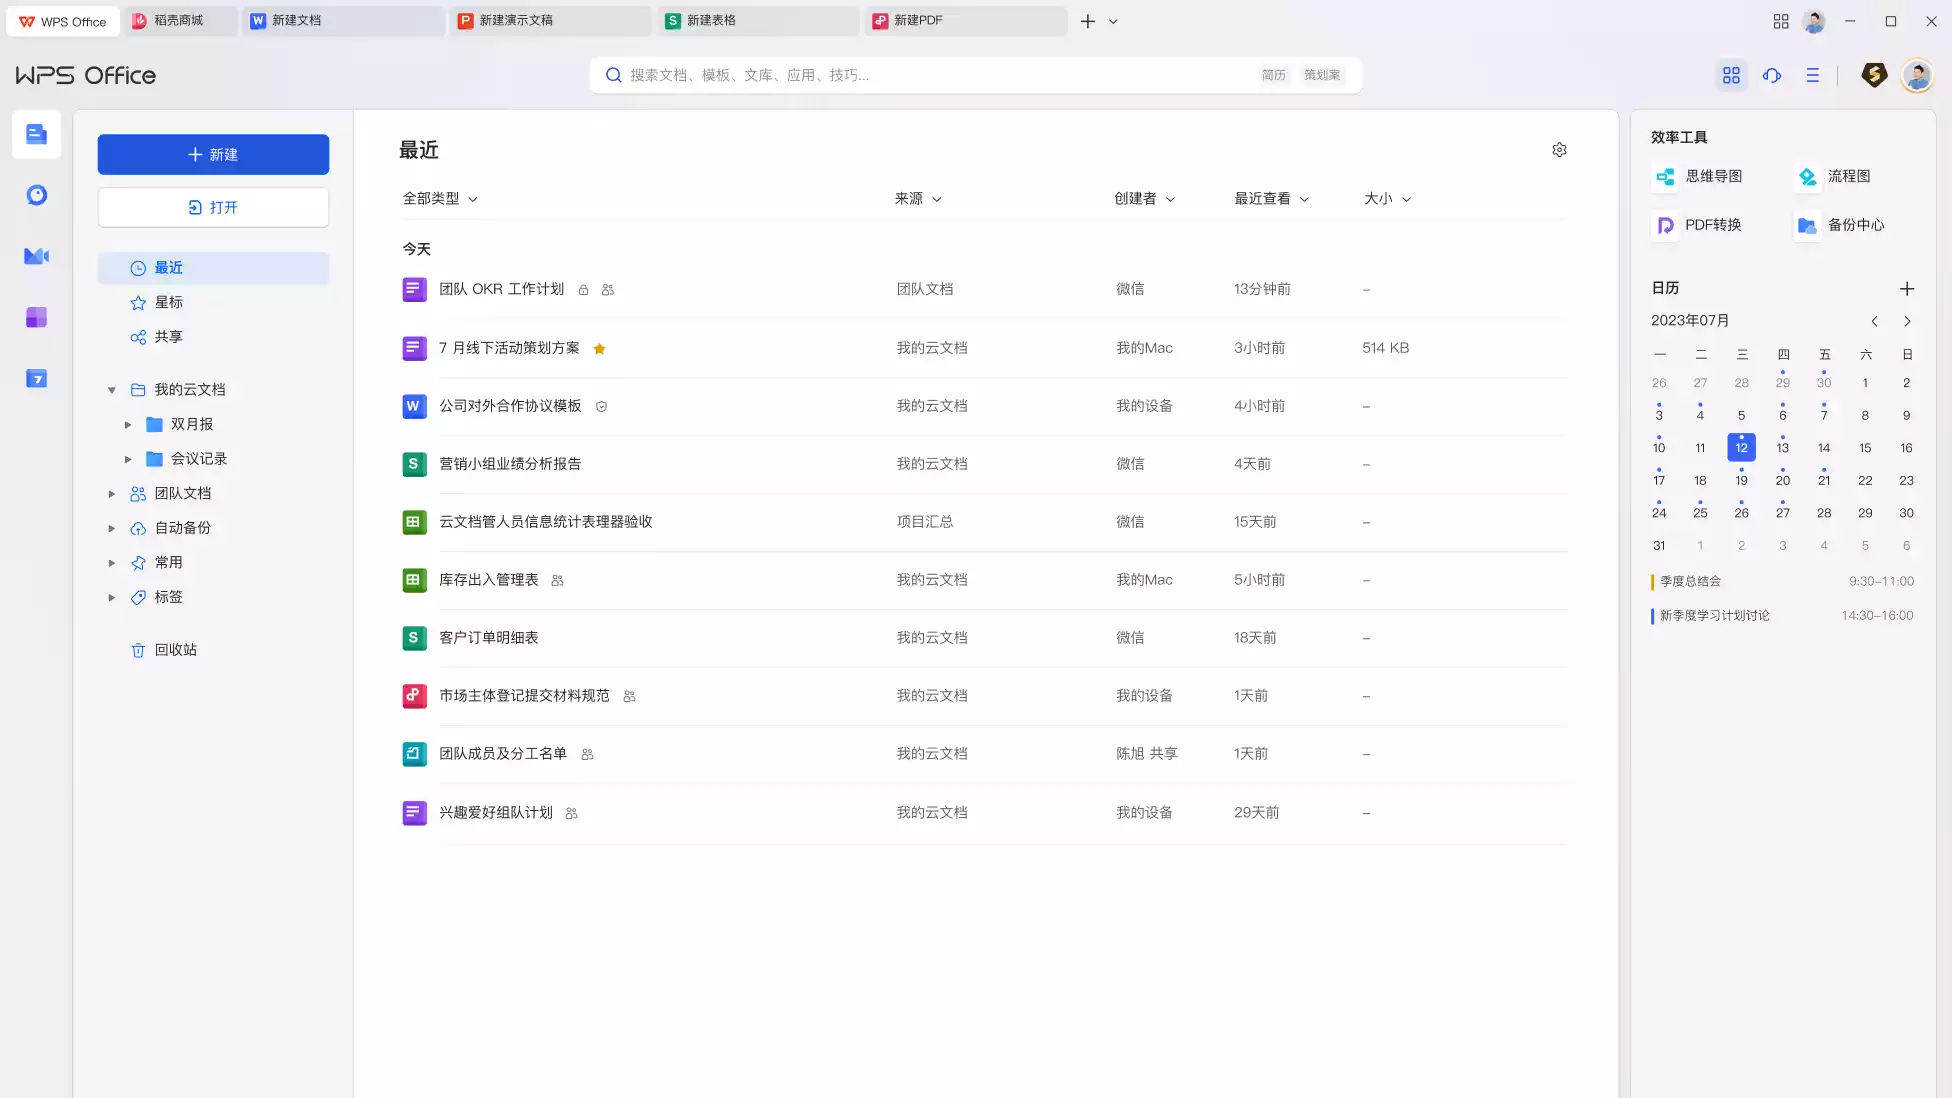 WPS Office
稻壳商城
新建文档
新建演示文稿
新建表格
新建PDF
WPS Office
搜索文档、模板、文库、应用、技巧...
简历
策划案
新建
打开
最近
星标
共享
我的云文档
双月报
会议记录
团队文档
自动备份
常用
标签
回收站
最近
全部类型 来源 创建者 最近查看 大小
今天
团队 OKR 工作计划 团队文档 微信 13分钟前 –
7 月线下活动策划方案 我的云文档 我的Mac 3小时前 514 KB
公司对外合作协议模板 我的云文档 我的设备 4小时前 –
营销小组业绩分析报告 我的云文档 微信 4天前 –
云文档管人员信息统计表理器验收 项目汇总 微信 15天前 –
库存出入管理表 我的云文档 我的Mac 5小时前 –
客户订单明细表 我的云文档 微信 18天前 –
市场主体登记提交材料规范 我的云文档 我的设备 1天前 –
团队成员及分工名单 我的云文档 陈旭 共享 1天前 –
兴趣爱好组队计划 我的云文档 我的设备 29天前 –
效率工具
思维导图 流程图
PDF转换 备份中心
日历
2023年07月
一 二 三 四 五 六 日
26 27 28 29 30 1 2
3 4 5 6 7 8 9
10 11 12 13 14 15 16
17 18 19 20 21 22 23
24 25 26 27 28 29 30
31 1 2 3 4 5 6
季度总结会 9:30–11:00
新季度学习计划讨论 14:30–16:00